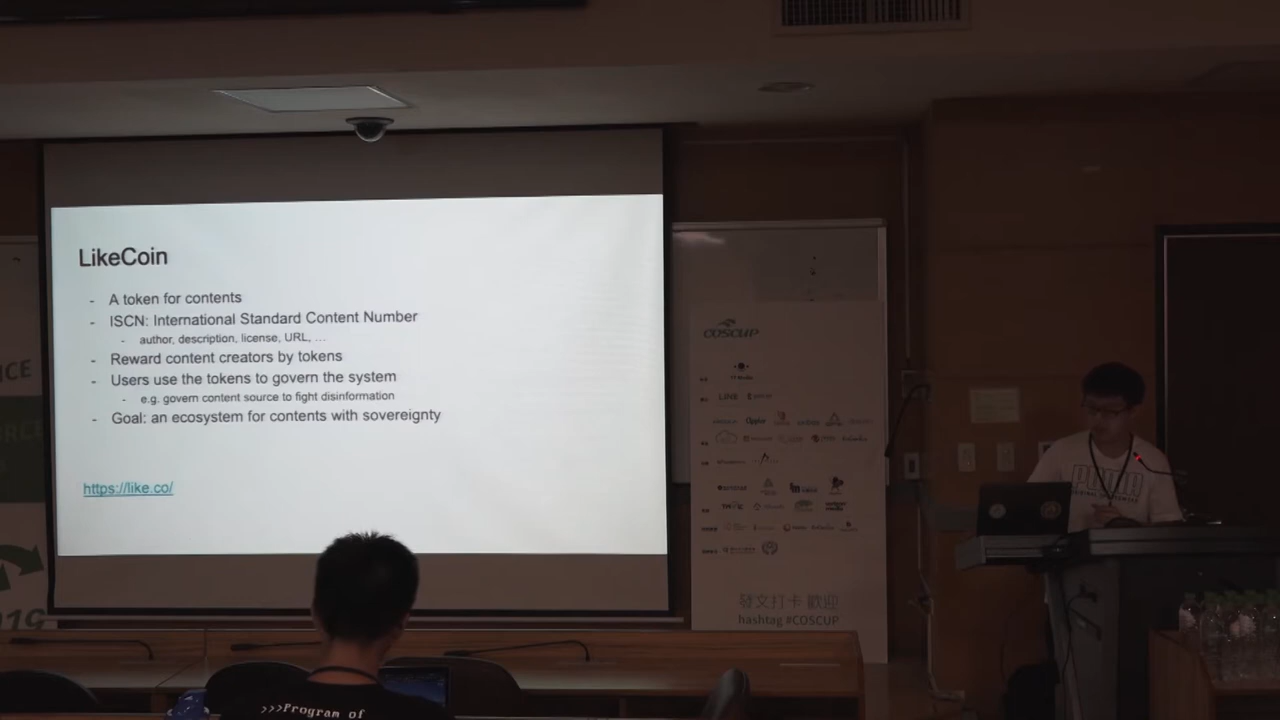 LikeCoin
- A token for contents
- ISCN: International Standard Content Number
- author, description, license, URL, …
- Reward content creators by tokens
- Users use the tokens to govern the system
- e.g. govern content source to fight disinformation
- Goal: an ecosystem for contents with sovereignty
https://like.co/
COSCUP
LINE
發文打卡 歡迎
hashtag #COSCUP
>>>Program of